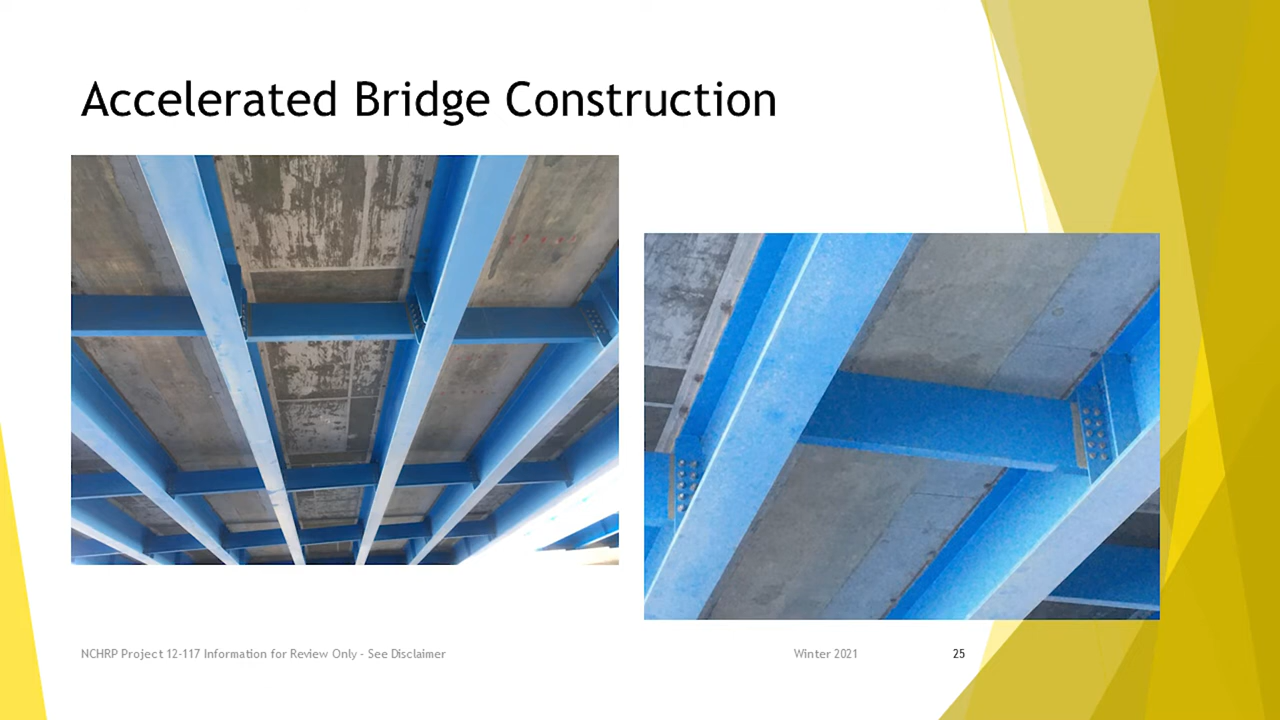 Accelerated Bridge Construction
NCHRP Project 12-117 Information for Review Only - See Disclaimer
Winter 2021
25